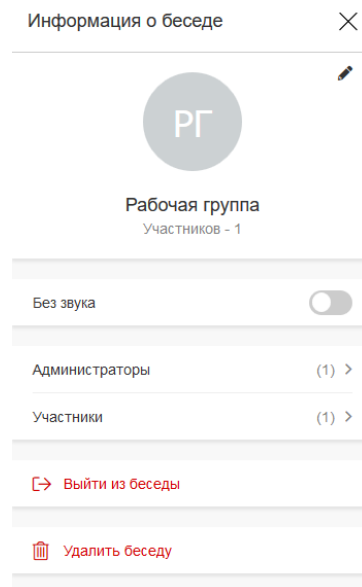 Информация о беседе
РГ
Рабочая группа
Участников - 1
Без звука
Администраторы (1)
Участники (1)
Выйти из беседы
Удалить беседу